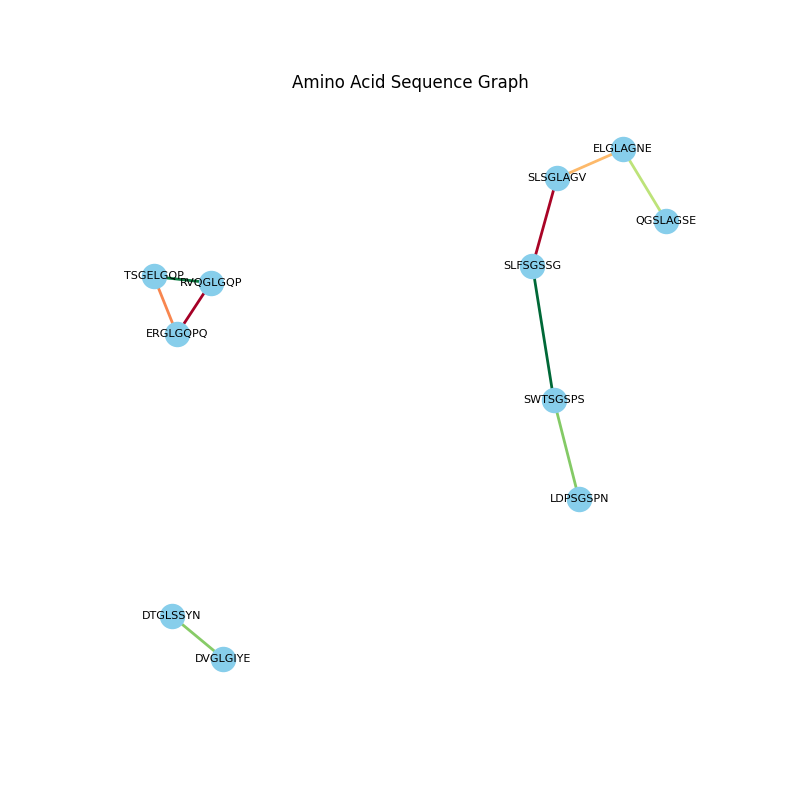 Amino Acid Sequence Graph
ELGLAGNE
SLSGLAGV
QGSLAGSE
SLFSGSSG
TSGELGQP
RVQGLGQP
ERGLGQPQ
SWTSGSPS
LDPSGSPN
DTGLSSYN
DVGLGIYE